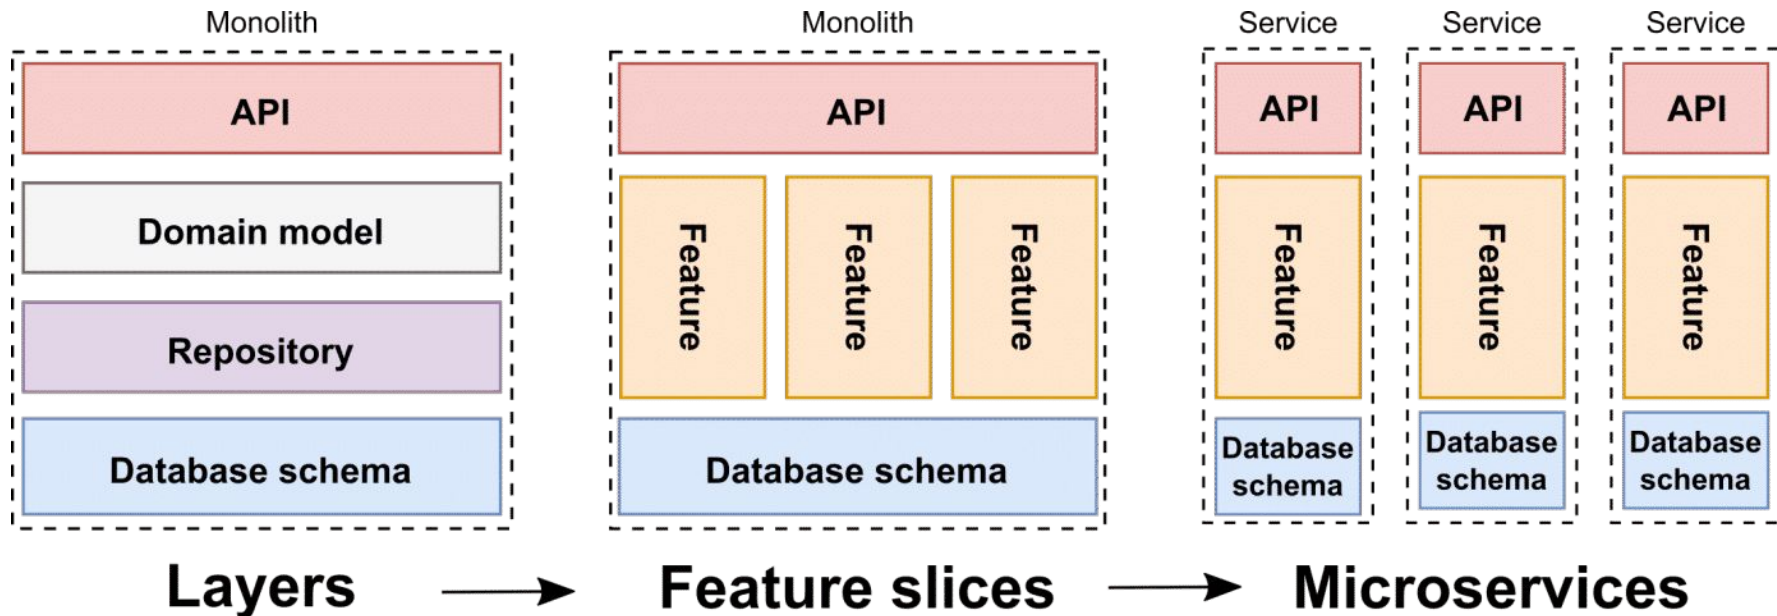 Monolith
API
Domain model
Repository
Database schema
Layers
Monolith
API
Feature
Feature
Feature
Database schema
Feature slices
Service
API
Feature
Database
schema
Service
API
Feature
Database
schema
Service
API
Feature
Database
schema
Microservices